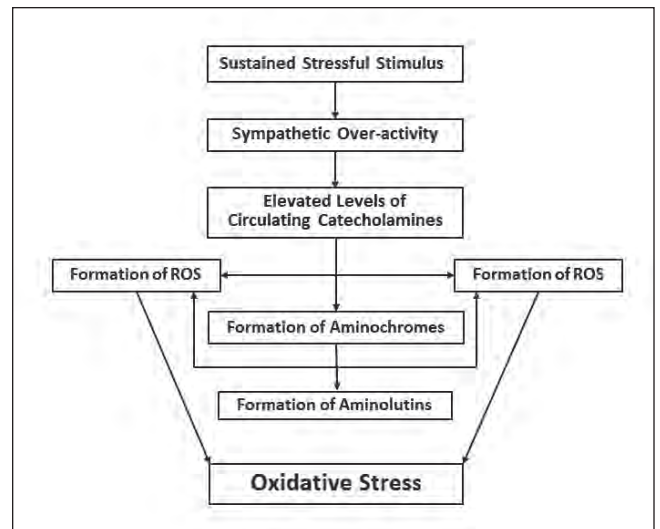 Sustained Stressful Stimulus
Sympathetic Over-activity
Elevated Levels of
Circulating Catecholamines
Formation of ROS
Formation of ROS
Formation of Aminochromes
Formation of Aminolutins
Oxidative Stress